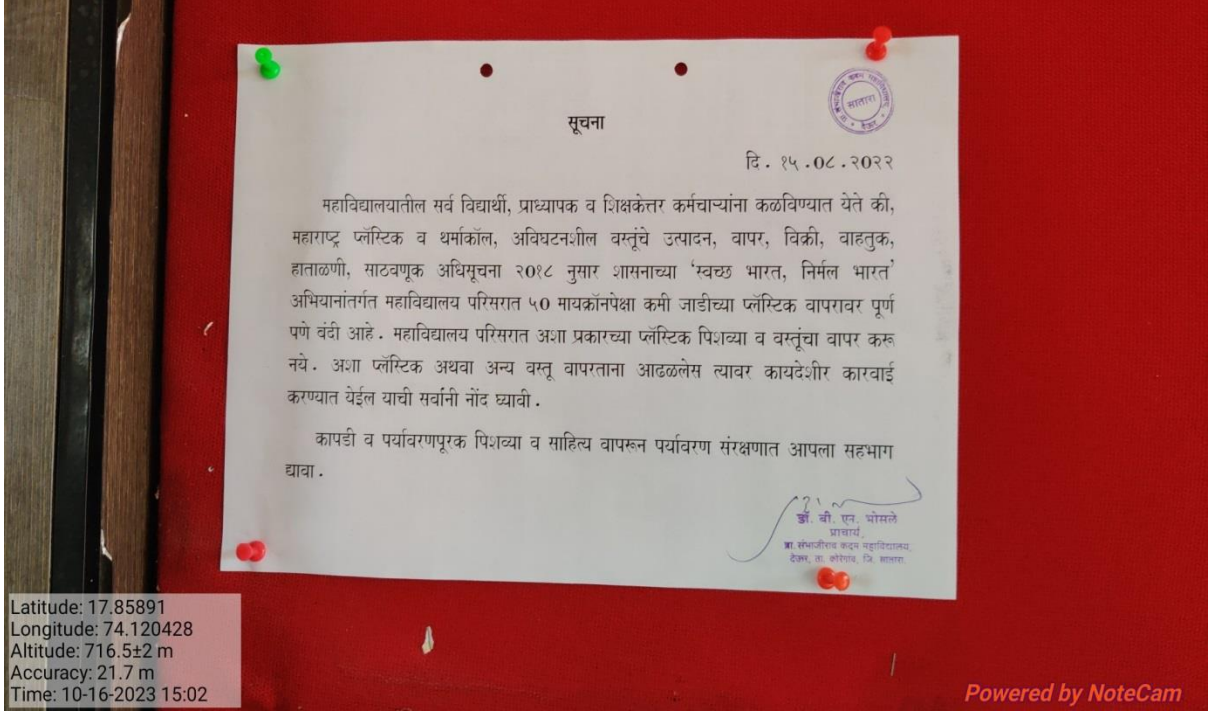 सातारा
सूचना
दि. १५.०८.२०२२
महाविद्यालयातील सर्व विद्यार्थी, प्राध्यापक व शिक्षकेत्तर कर्मचाऱ्यांना कळविण्यात येते की,
महाराष्ट्र प्लॅस्टिक व थर्माकॉल, अविघटनशील वस्तूंचे उत्पादन, वापर, विक्री, वाहतुक,
हाताळणी, साठवणूक अधिसूचना २०१८ नुसार शासनाच्या ‘स्वच्छ भारत, निर्मल भारत’
अभियानांतर्गत महाविद्यालय परिसरात ५० मायक्रॉनपेक्षा कमी जाडीच्या प्लॅस्टिक वापरावर पूर्ण
पणे बंदी आहे. महाविद्यालय परिसरात अशा प्रकारच्या प्लॅस्टिक पिशव्या व वस्तूंचा वापर करू
नये. अशा प्लॅस्टिक अथवा अन्य वस्तू वापरताना आढळलेस त्यावर कायदेशीर कारवाई
करण्यात येईल याची सर्वांनी नोंद घ्यावी.
कापडी व पर्यावरणपूरक पिशव्या व साहित्य वापरून पर्यावरण संरक्षणात आपला सहभाग
द्यावा.
डॉ. बी. एन. भोसले
प्राचार्य,
प्रा. संभाजीराव कदम महाविद्यालय,
देऊर, ता. कोरेगाव, जि. सातारा.
Latitude: 17.85891
Longitude: 74.120428
Altitude: 716.5±2 m
Accuracy: 21.7 m
Time: 10-16-2023 15:02
Powered by NoteCam